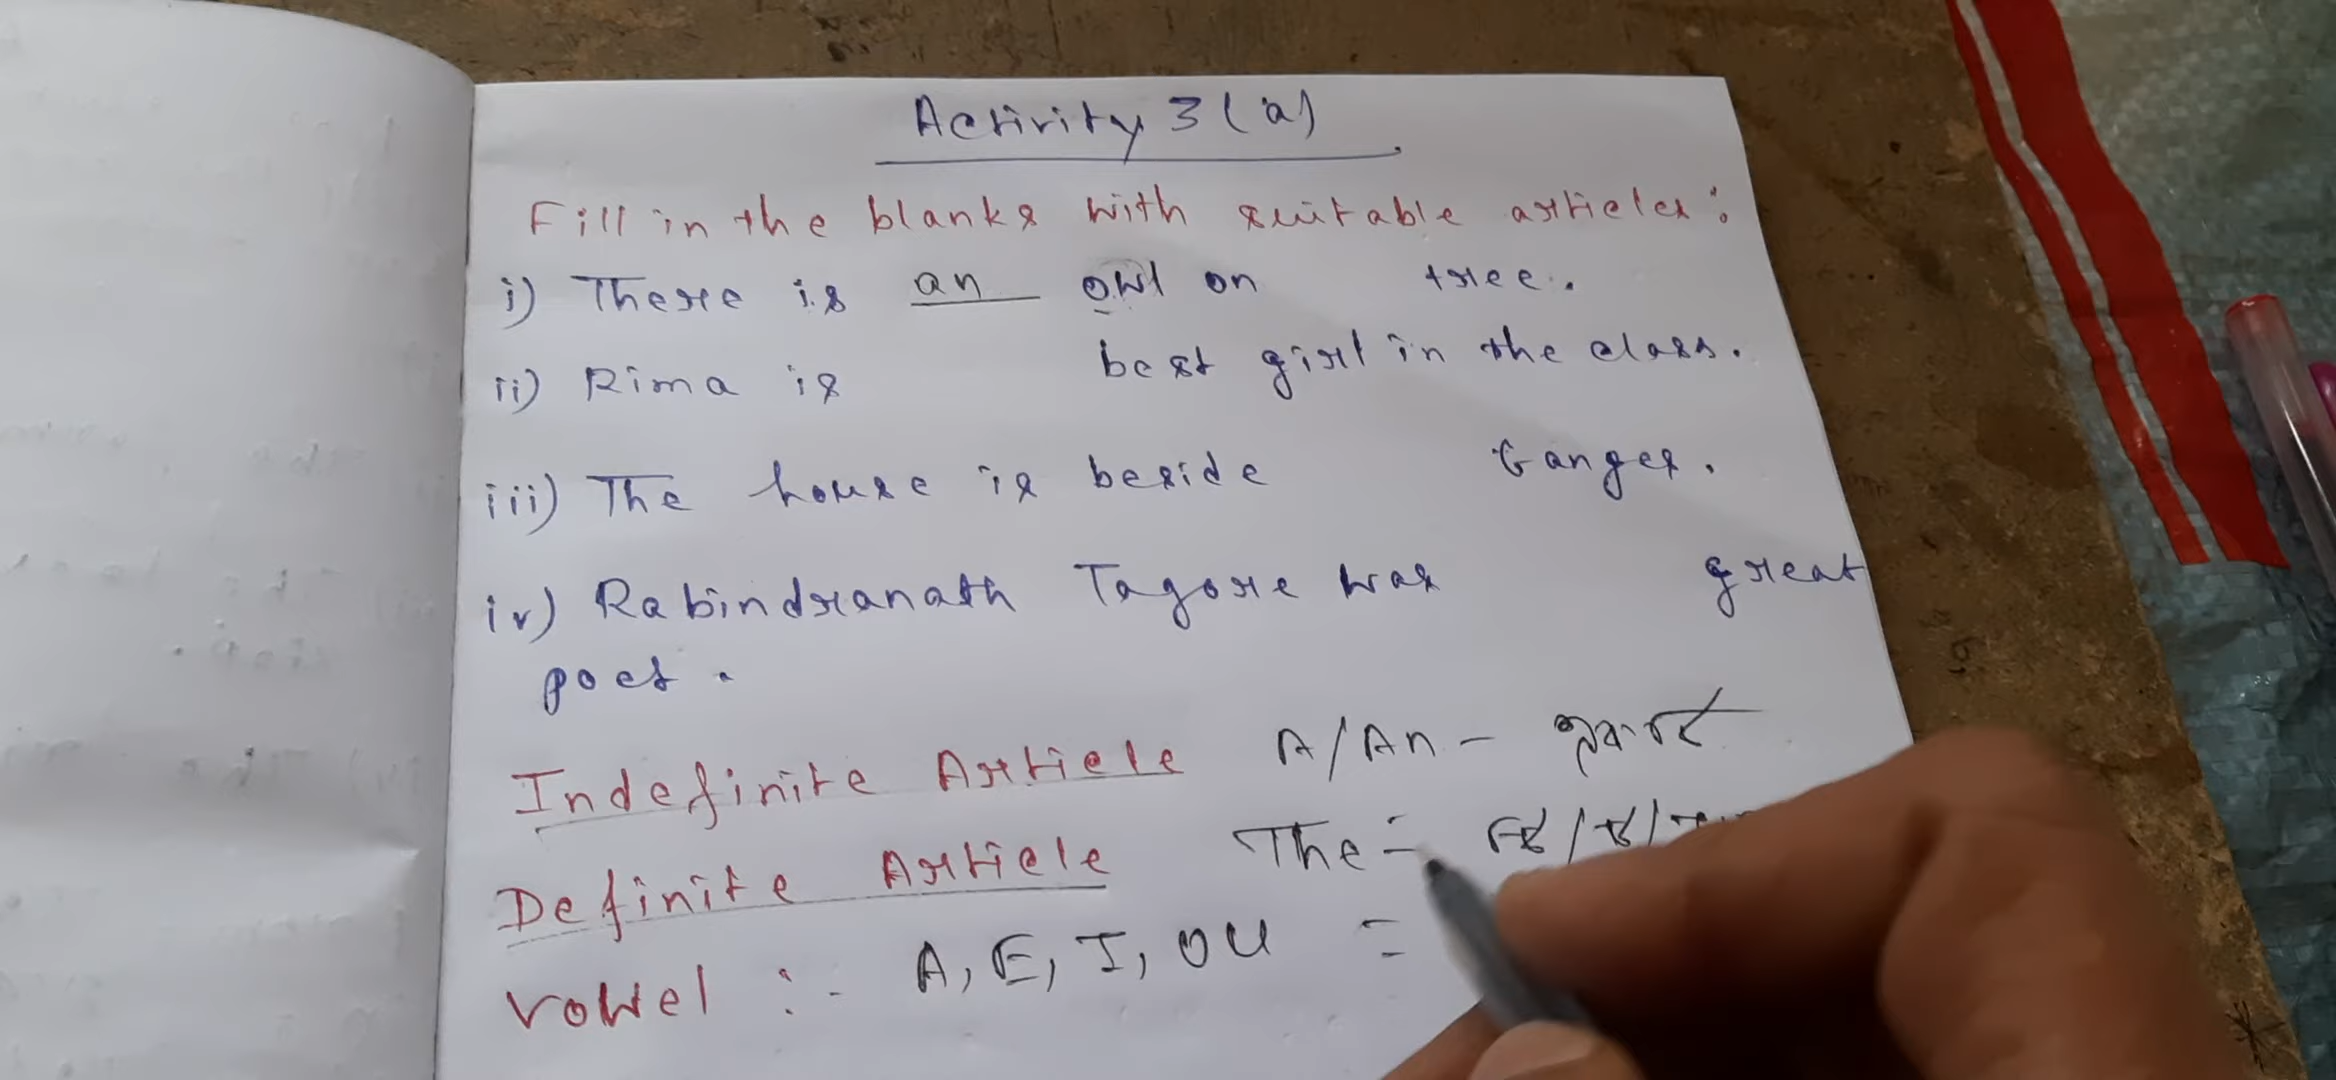 Activity 3(a)
Fill in the blanks with suitable articles:
i) There is an owl on tree.
ii) Rima is best girl in the class.
iii) The house is beside Ganges.
iv) Rabindranath Tagore was great
poet.
Indefinite Article A/An -
Definite Article The - টি/টা/
Vowel :- A, E, I, O U =